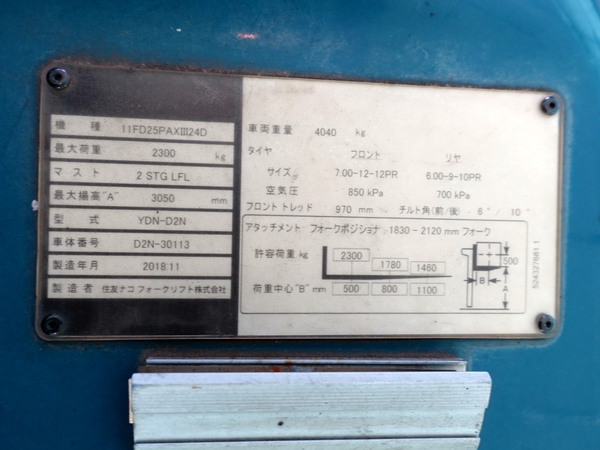 機 種 11FD25PAXⅢ24D
最大荷重 2300 kg
マスト 2 STG LFL
最大揚高"A" 3050 mm
型 式 YDN-D2N
車体番号 D2N-30113
製造年月 2018.11
製造者 住友ナコ フォークリフト株式会社
車両重量 4040 kg
タイヤ フロント リヤ
サイズ 7.00-12-12PR 6.00-9-10PR
空気圧 850 kPa 700 kPa
フロントトレッド 970 mm チルト角(前/後) 6°/ 10°
アタッチメント フォークポジショナ -1830 - 2120 mm フォーク
許容荷重 kg 2300 1780 1460
荷重中心"B" mm 500 800 1100
500
B
A
524327681.1